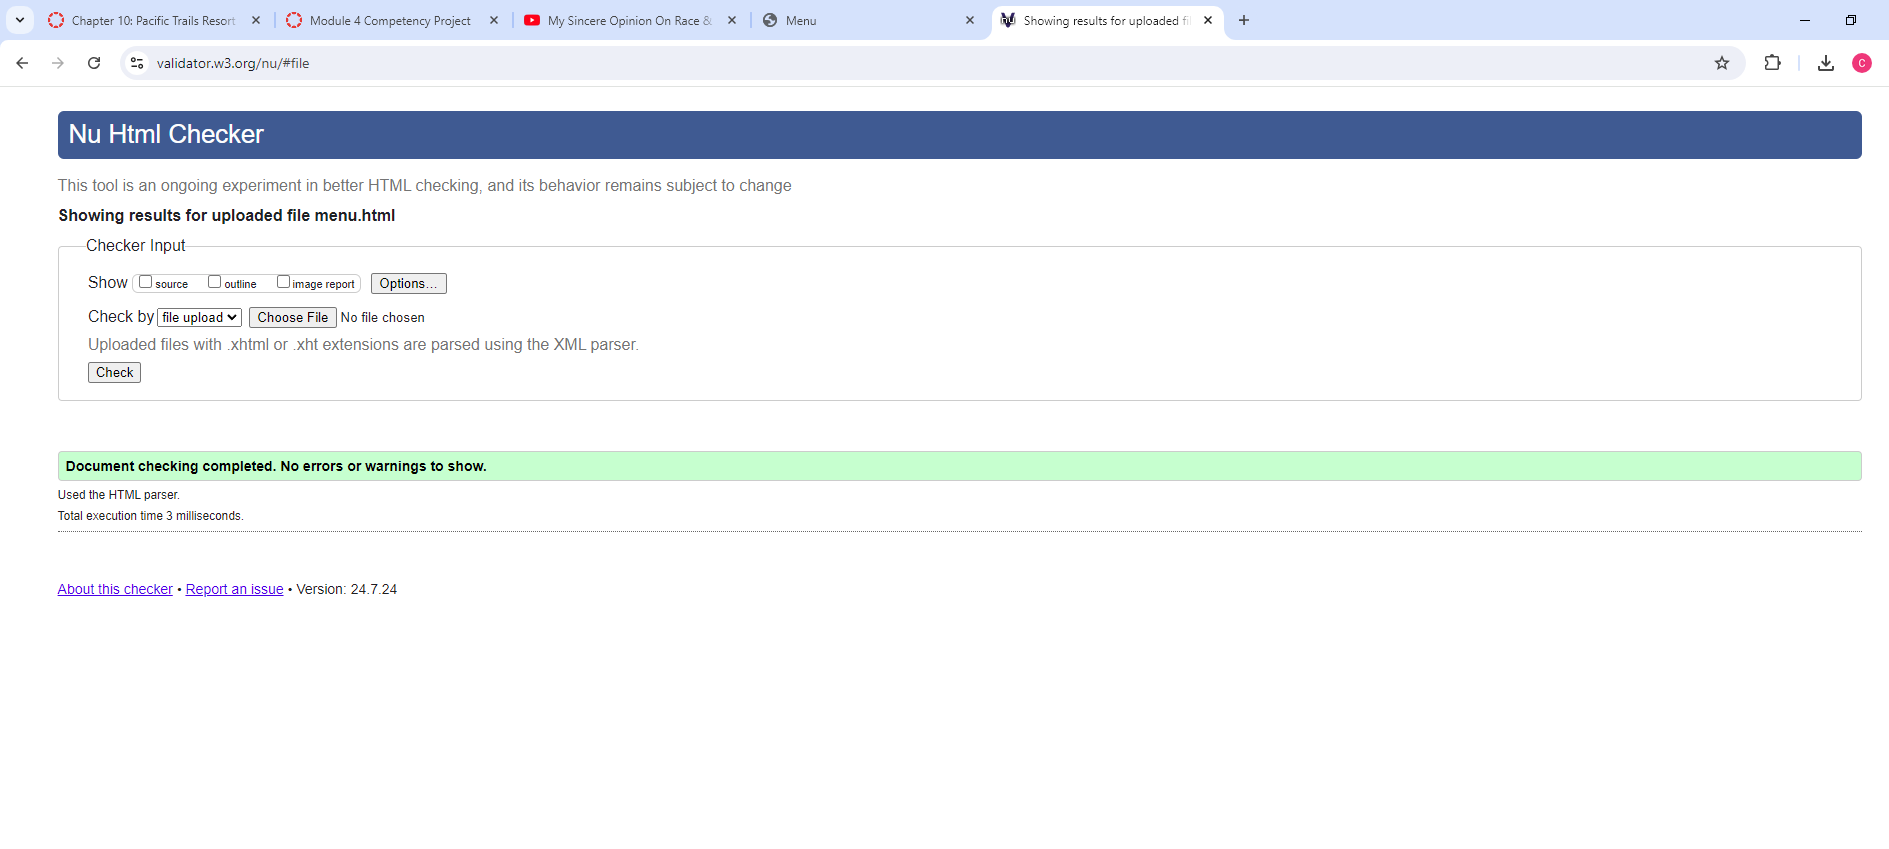 Chapter 10: Pacific Trails Resort
Module 4 Competency Project
My Sincere Opinion On Race &
Menu
Showing results for uploaded fi
validator.w3.org/nu/#file
C
Nu Html Checker
This tool is an ongoing experiment in better HTML checking, and its behavior remains subject to change
Showing results for uploaded file menu.html
Checker Input
Show source outline image report Options...
Check by file upload Choose File No file chosen
Uploaded files with .xhtml or .xht extensions are parsed using the XML parser.
Check
Document checking completed. No errors or warnings to show.
Used the HTML parser.
Total execution time 3 milliseconds.
About this checker • Report an issue • Version: 24.7.24